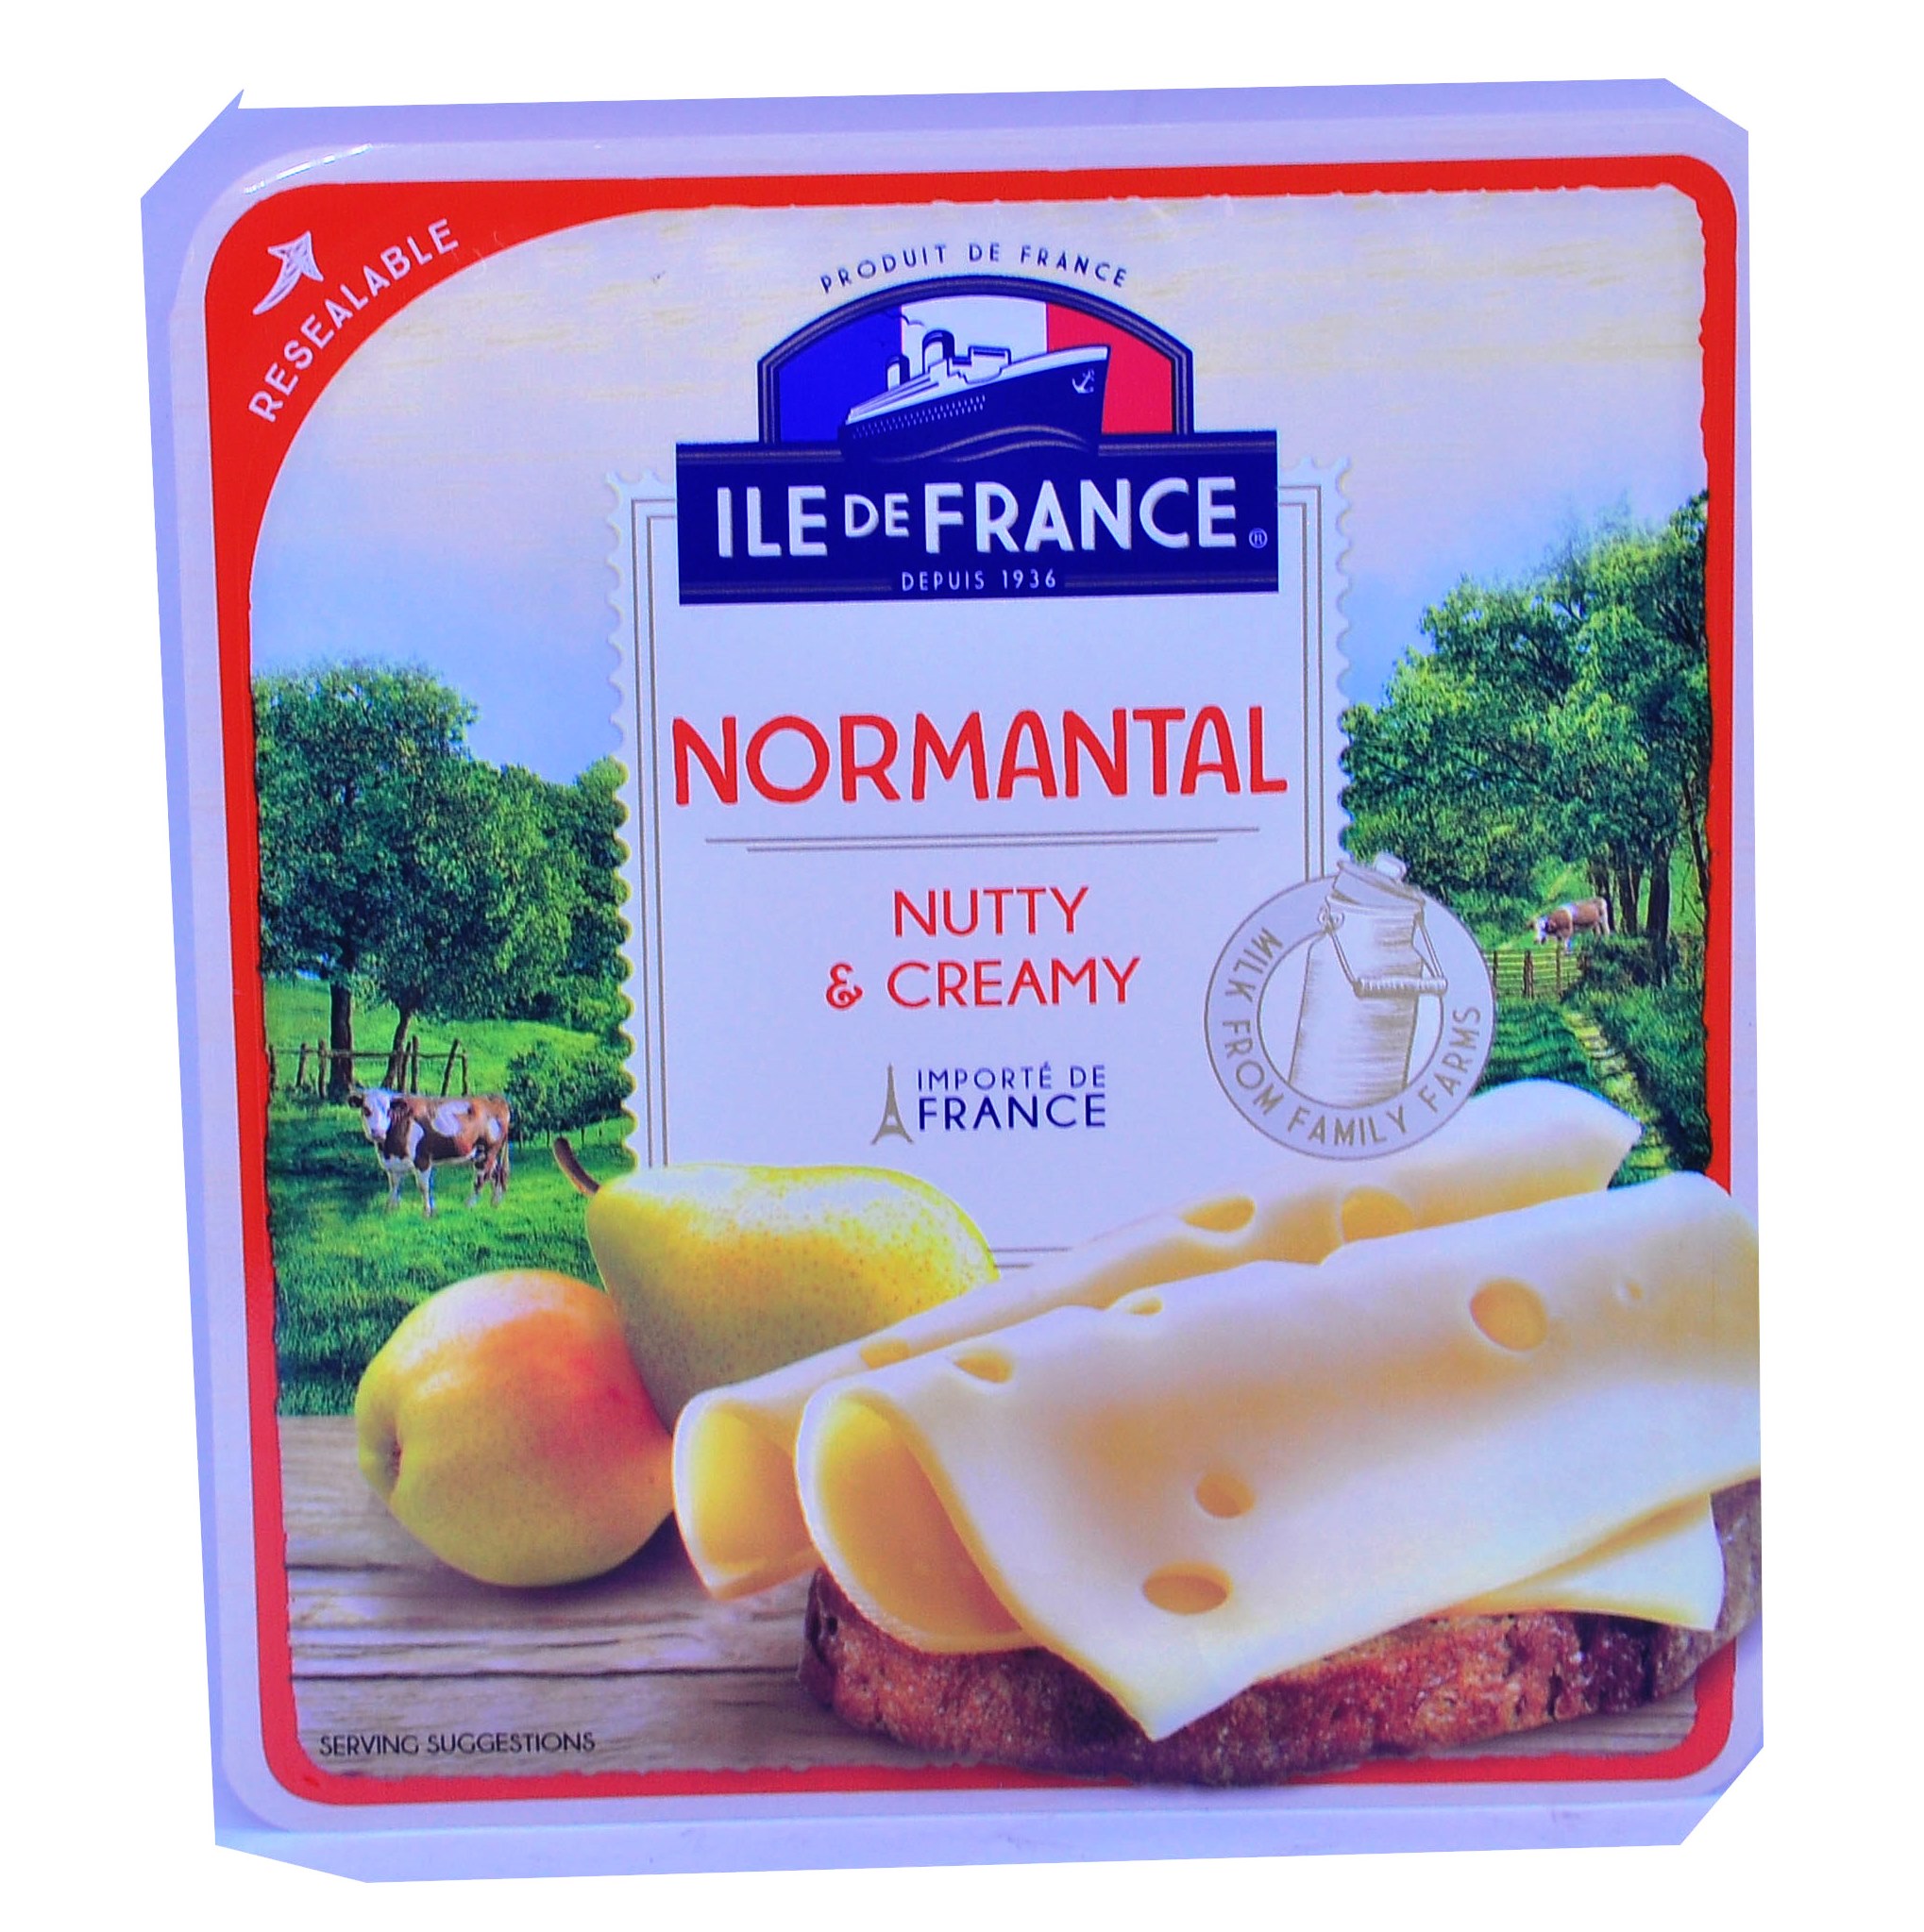 RESEALABLE
PRODUIT DE FRANCE
ILE DE FRANCE ®
DEPUIS 1936
NORMANTAL
NUTTY
& CREAMY
IMPORTÉ DE
FRANCE
MILK FROM FAMILY FARMS
SERVING SUGGESTIONS